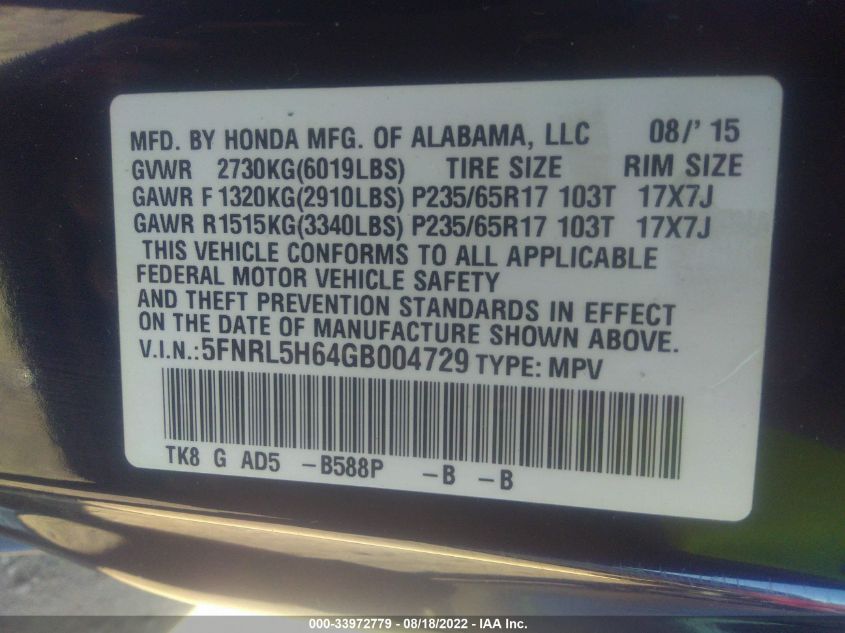 MFD. BY HONDA MFG. OF ALABAMA, LLC 08/' 15
GVWR 2730KG(6019LBS) TIRE SIZE RIM SIZE
GAWR F 1320KG(2910LBS) P235/65R17 103T 17X7J
GAWR R1515KG(3340LBS) P235/65R17 103T 17X7J
THIS VEHICLE CONFORMS TO ALL APPLICABLE
FEDERAL MOTOR VEHICLE SAFETY
AND THEFT PREVENTION STANDARDS IN EFFECT
ON THE DATE OF MANUFACTURE SHOWN ABOVE.
V.I.N.:5FNRL5H64GB004729 TYPE: MPV
TK8 G AD5 -B588P -B -B
000-33972779 - 08/18/2022 - IAA Inc.